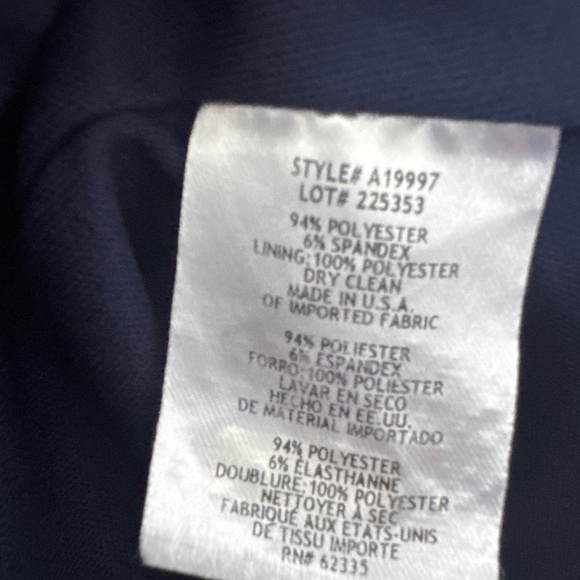 STYLE# A19997
LOT# 225353
94% POLYESTER
6% SPANDEX
LINING:100% POLYESTER
DRY CLEAN
MADE IN U.S.A.
OF IMPORTED FABRIC
94% POLIESTER
6% ESPANDEX
FORRO:100% POLIESTER
LAVAR EN SECO
HECHO EN EE.UU.
DE MATERIAL IMPORTADO
94% POLYESTER
6% ÉLASTHANNE
DOUBLURE:100% POLYESTER
NETTOYER À SEC
FABRIQUÉ AUX ETATS-UNIS
DE TISSU IMPORTE
RN# 62335